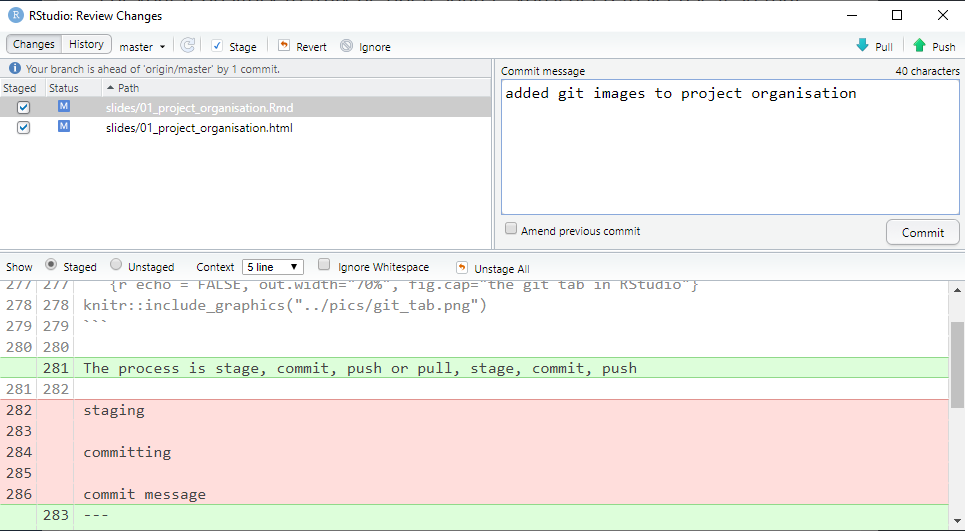 RStudio: Review Changes
Changes History master Stage Revert Ignore Pull Push
Your branch is ahead of 'origin/master' by 1 commit.
Staged Status Path
M slides/01_project_organisation.Rmd
M slides/01_project_organisation.html
Commit message 40 characters
added git images to project organisation
Amend previous commit Commit
Show Staged Unstaged Context 5 line Ignore Whitespace Unstage All
277 277 {r echo = FALSE, out.width="70%", fig.cap="the git tab in RStudio"}
278 278 knitr::include_graphics("../pics/git_tab.png")
279 279 ```
280 280
281 The process is stage, commit, push or pull, stage, commit, push
281 282
282 staging
283
284 committing
285
286 commit message
283 ---